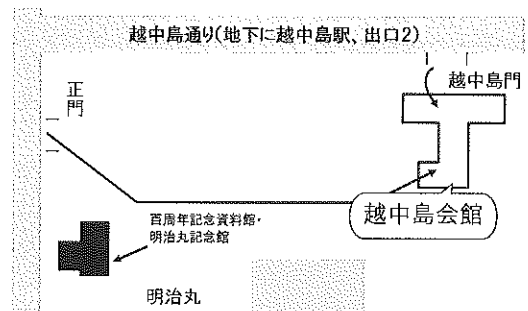 越中島通り(地下に越中島駅、出口2)
正門
越中島門
百周年記念資料館・
明治丸記念館
越中島会館
明治丸